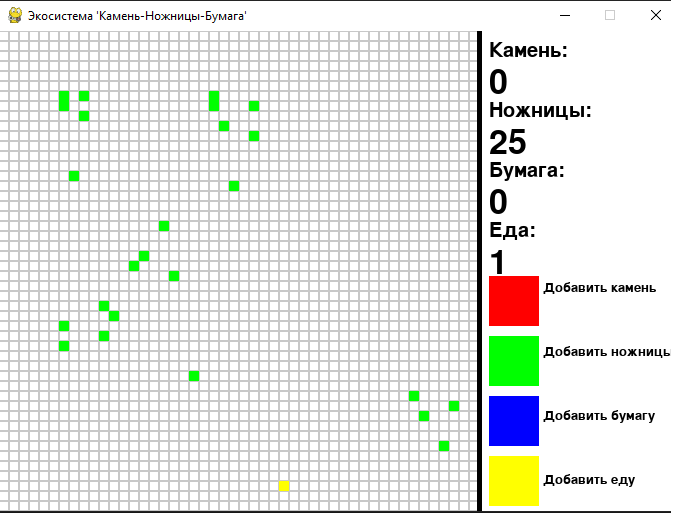 Экосистема 'Камень-Ножницы-Бумага'
Камень:
0
Ножницы:
25
Бумага:
0
Еда:
1
Добавить камень
Добавить ножницы
Добавить бумагу
Добавить еду